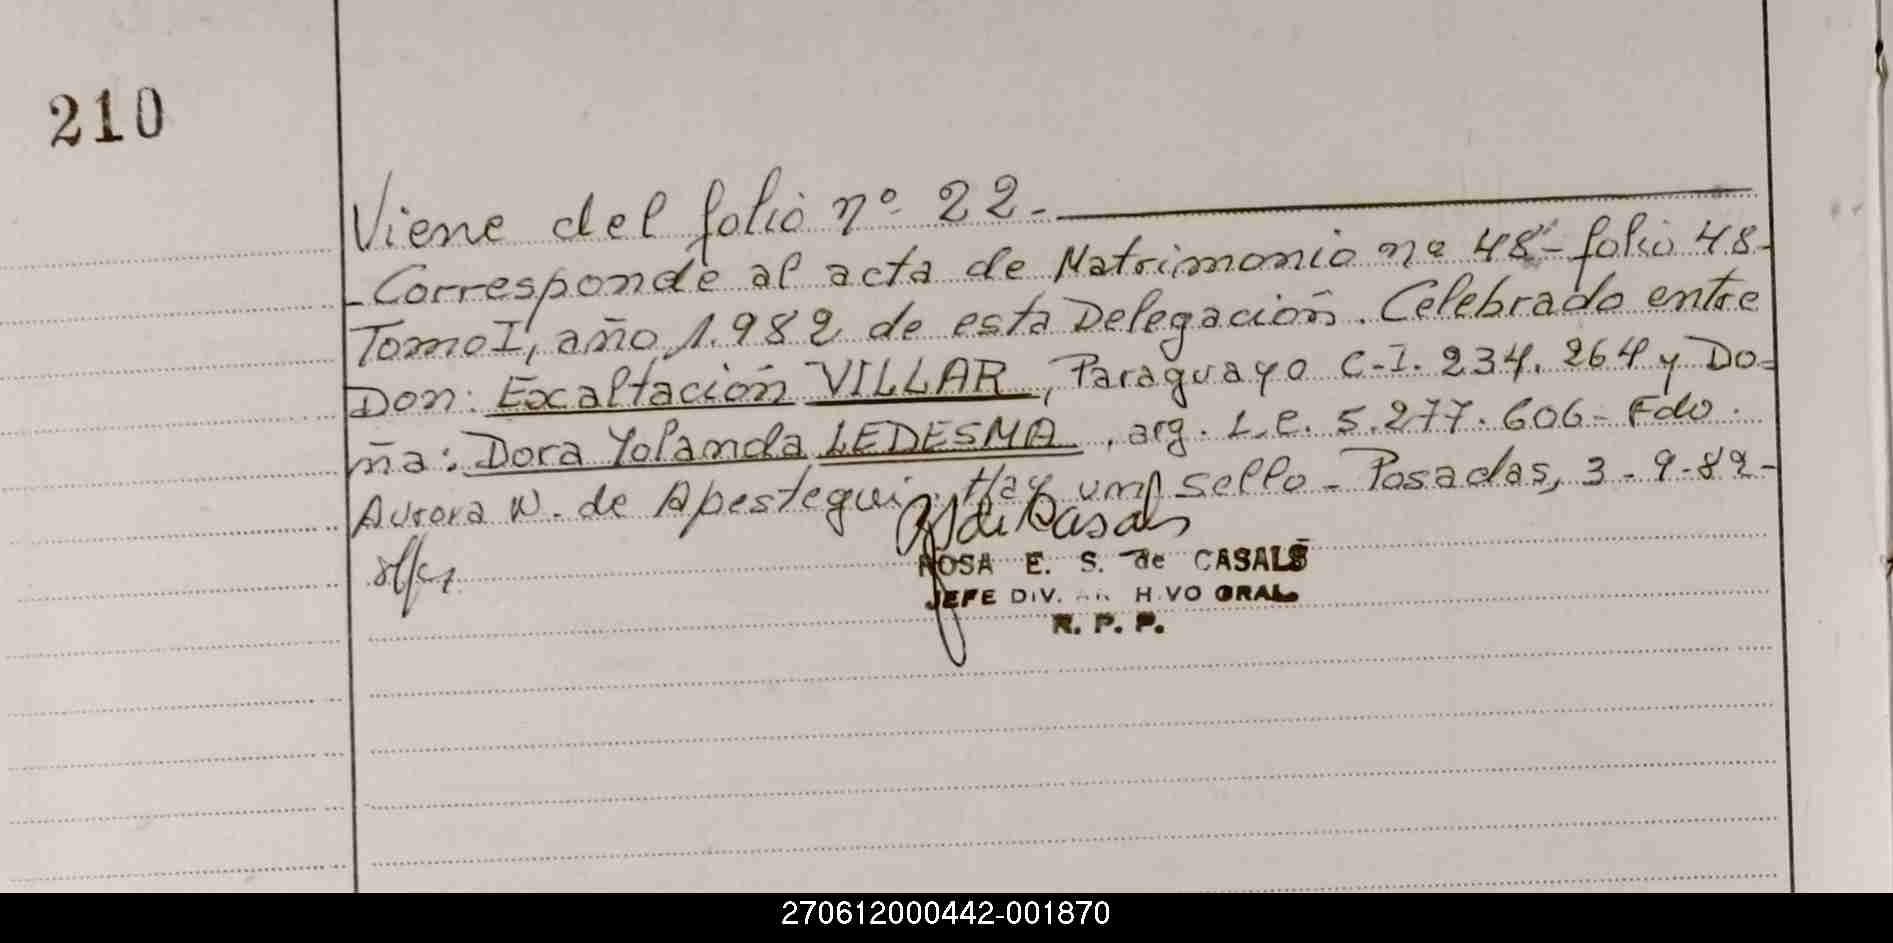 210
Viene del folio nº 22-
-Corresponde al acta de Matrimonio nº 48- folio 48-
Tomo I, año 1.982 de esta Delegación. Celebrado entre
Don: Exaltación VILLAR, Paraguayo C.I. 234.264 y Do=
ña: Dora Yolanda LEDESMA, arg. L.C. 5.277.606- Fdo.
Aurora N. de Apestegui. Hay un sello- Posadas, 3-9-82-
ROSA E. S. de CASALS
JEFE DIV. H VO GRAL.
R. P. P.
270612000442-001870